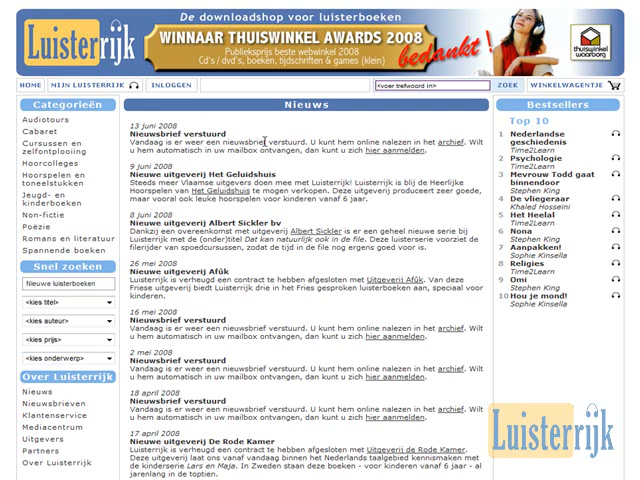 Luisterrijk
De downloadshop voor luisterboeken
WINNAAR THUISWINKEL AWARDS 2008
Publieksprijs beste webwinkel 2008
Cd's / dvd's, boeken, tijdschriften & games (klein)
bedankt !
thuiswinkel
waarborg
HOME
MIJN LUISTERRIJK
INLOGGEN
<voer trefwoord in>
ZOEK
WINKELWAGENTJE
Categorieën
Audiotours
Cabaret
Cursussen en
zelfontplooiing
Hoorcolleges
Hoorspelen en
toneelstukken
Jeugd- en
kinderboeken
Non-fictie
Poëzie
Romans en literatuur
Spannende boeken
Snel zoeken
Nieuwe luisterboeken
<kies titel>
<kies auteur>
<kies prijs>
<kies onderwerp>
Over Luisterrijk
Nieuws
Nieuwsbrieven
Klantenservice
Mediacentrum
Uitgevers
Partners
Over Luisterrijk
Nieuws
13 juni 2008
Nieuwsbrief verstuurd
Vandaag is er weer een nieuwsbrief verstuurd. U kunt hem online nalezen in het archief. Wilt
u hem automatisch in uw mailbox ontvangen, dan kunt u zich hier aanmelden.
9 juni 2008
Nieuwe uitgeverij Het Geluidshuis
Steeds meer Vlaamse uitgevers doen mee met Luisterrijk! Luisterrijk is blij de Heerlijke
Hoorspelen van Het Geluidshuis te mogen verkopen. Deze uitgeverij produceert zeer goede,
maar vooral ook leuke hoorspelen voor kinderen vanaf 6 jaar.
8 juni 2008
Nieuwe uitgeverij Albert Sickler bv
Dankzij een overeenkomst met uitgeverij Albert Sickler is er een geheel nieuwe serie bij
Luisterrijk met de (onder)titel Dat kan natuurlijk ook in de file. Deze luisterserie voorziet de
filerijder van spoedcursussen, zodat de tijd in de file nog ergens goed voor is.
26 mei 2008
Nieuwe uitgeverij Afûk
Luisterrijk is verheugd een contract te hebben afgesloten met Uitgeverij Afûk. Van deze
Friese uitgeverij biedt Luisterrijk drie in het Fries gesproken luisterboeken aan, speciaal voor
kinderen.
16 mei 2008
Nieuwsbrief verstuurd
Vandaag is er weer een nieuwsbrief verstuurd. U kunt hem online nalezen in het archief. Wilt
u hem automatisch in uw mailbox ontvangen, dan kunt u zich hier aanmelden.
2 mei 2008
Nieuwsbrief verstuurd
Vandaag is er weer een nieuwsbrief verstuurd. U kunt hem online nalezen in het archief. Wilt
u hem automatisch in uw mailbox ontvangen, dan kunt u zich hier aanmelden.
18 april 2008
Nieuwsbrief verstuurd
Vandaag is er weer een nieuwsbrief verstuurd. U kunt hem online nalezen in het archief. Wilt
u hem automatisch in uw mailbox ontvangen, dan kunt u zich hier aanmelden.
17 april 2008
Nieuwe uitgeverij De Rode Kamer
Luisterrijk is verheugd een contract te hebben afgesloten met Uitgeverij de Rode Kamer.
Deze uitgeverij laat ons vanaf vandaag binnen het Nederlands taalgebied kennismaken met
de kinderserie Lars en Maja. In Zweden staan deze boeken - voor kinderen vanaf 6 jaar - al
jarenlang in de toptien.
Bestsellers
Top 10
1 Nederlandse
geschiedenis
Time2Learn
2 Psychologie
Time2Learn
3 Mevrouw Todd gaat
binnendoor
Stephen King
4 De vliegeraar
Khaled Hosseini
5 Het Heelal
Time2Learn
6 Nona
Stephen King
7 Aanpakken!
Sophie Kinsella
8 Religies
Time2Learn
9 Omi
Stephen King
10 Hou je mond!
Sophie Kinsella
Luisterrijk